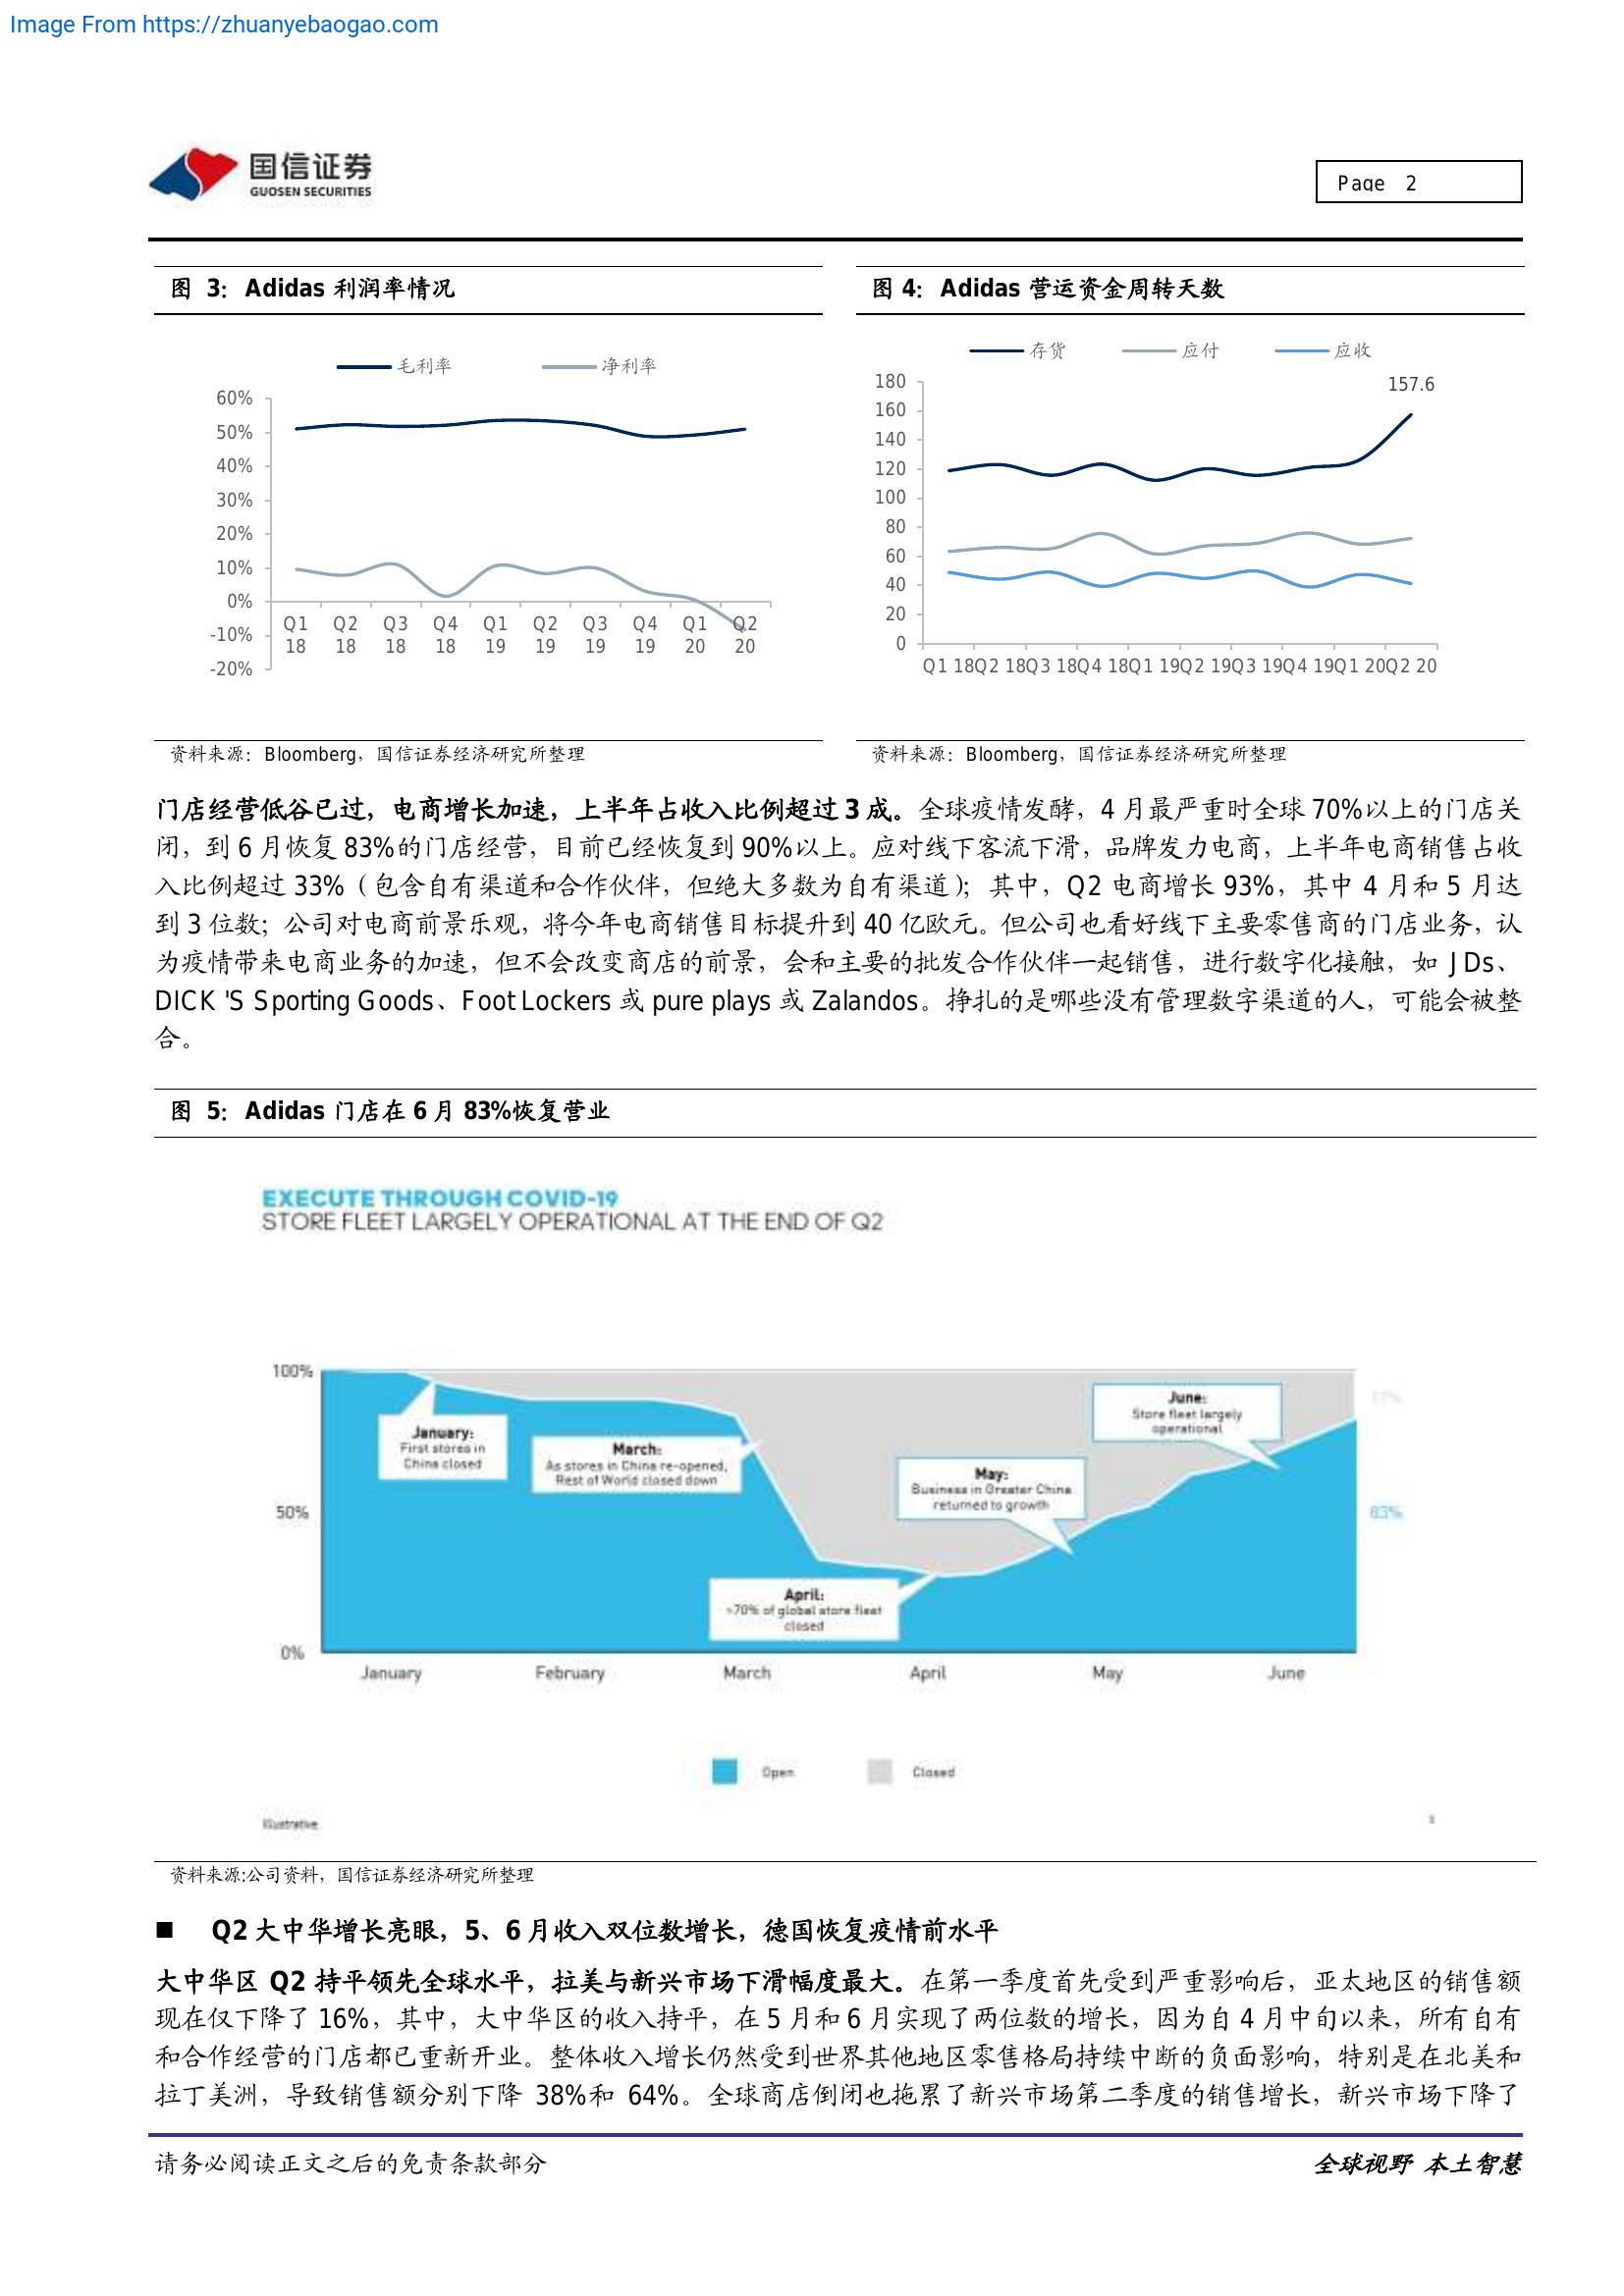 Image From https://zhuanyebaogao.com
国信证券
GUOSEN SECURITIES
Page 2
图 3：Adidas 利润率情况
毛利率 净利率
60%
50%
40%
30%
20%
10%
0%
-10%
-20%
Q1 Q2 Q3 Q4 Q1 Q2 Q3 Q4 Q1 Q2
18 18 18 18 19 19 19 19 20 20
资料来源：Bloomberg，国信证券经济研究所整理
图 4：Adidas 营运资金周转天数
存货 应付 应收
157.6
180
160
140
120
100
80
60
40
20
0
Q1 18Q2 18Q3 18Q4 18Q1 19Q2 19Q3 19Q4 19Q1 20Q2 20
资料来源：Bloomberg，国信证券经济研究所整理
门店经营低谷已过，电商增长加速，上半年占收入比例超过 3 成。全球疫情发酵，4 月最严重时全球 70%以上的门店关
闭，到 6 月恢复 83%的门店经营，目前已经恢复到 90%以上。应对线下客流下滑，品牌发力电商，上半年电商销售占收
入比例超过 33%（包含自有渠道和合作伙伴，但绝大多数为自有渠道）；其中，Q2 电商增长 93%，其中 4 月和 5 月达
到 3 位数；公司对电商前景乐观，将今年电商销售目标提升到 40 亿欧元。但公司也看好线下主要零售商的门店业务，认
为疫情带来电商业务的加速，但不会改变商店的前景，会和主要的批发合作伙伴一起销售，进行数字化接触，如 JDs、
DICK 'S Sporting Goods、Foot Lockers 或 pure plays 或 Zalandos。挣扎的是哪些没有管理数字渠道的人，可能会被整
合。
图 5：Adidas 门店在 6 月 83%恢复营业
EXECUTE THROUGH COVID-19
STORE FLEET LARGELY OPERATIONAL AT THE END OF Q2
100%
50%
0%
January:
First stores in
China closed
March:
As stores in China re-opened,
Rest of World closed down
April:
>70% of global store fleet
closed
May:
Business in Greater China
returned to growth
June:
Store fleet largely
operational
17%
83%
January February March April May June
Open Closed
Illustrative
资料来源:公司资料，国信证券经济研究所整理
■ Q2 大中华增长亮眼，5、6 月收入双位数增长，德国恢复疫情前水平
大中华区 Q2 持平领先全球水平，拉美与新兴市场下滑幅度最大。在第一季度首先受到严重影响后，亚太地区的销售额
现在仅下降了 16%，其中，大中华区的收入持平，在 5 月和 6 月实现了两位数的增长，因为自 4 月中旬以来，所有自有
和合作经营的门店都已重新开业。整体收入增长仍然受到世界其他地区零售格局持续中断的负面影响，特别是在北美和
拉丁美洲，导致销售额分别下降 38%和 64%。全球商店倒闭也拖累了新兴市场第二季度的销售增长，新兴市场下降了
请务必阅读正文之后的免责条款部分
全球视野 本土智慧